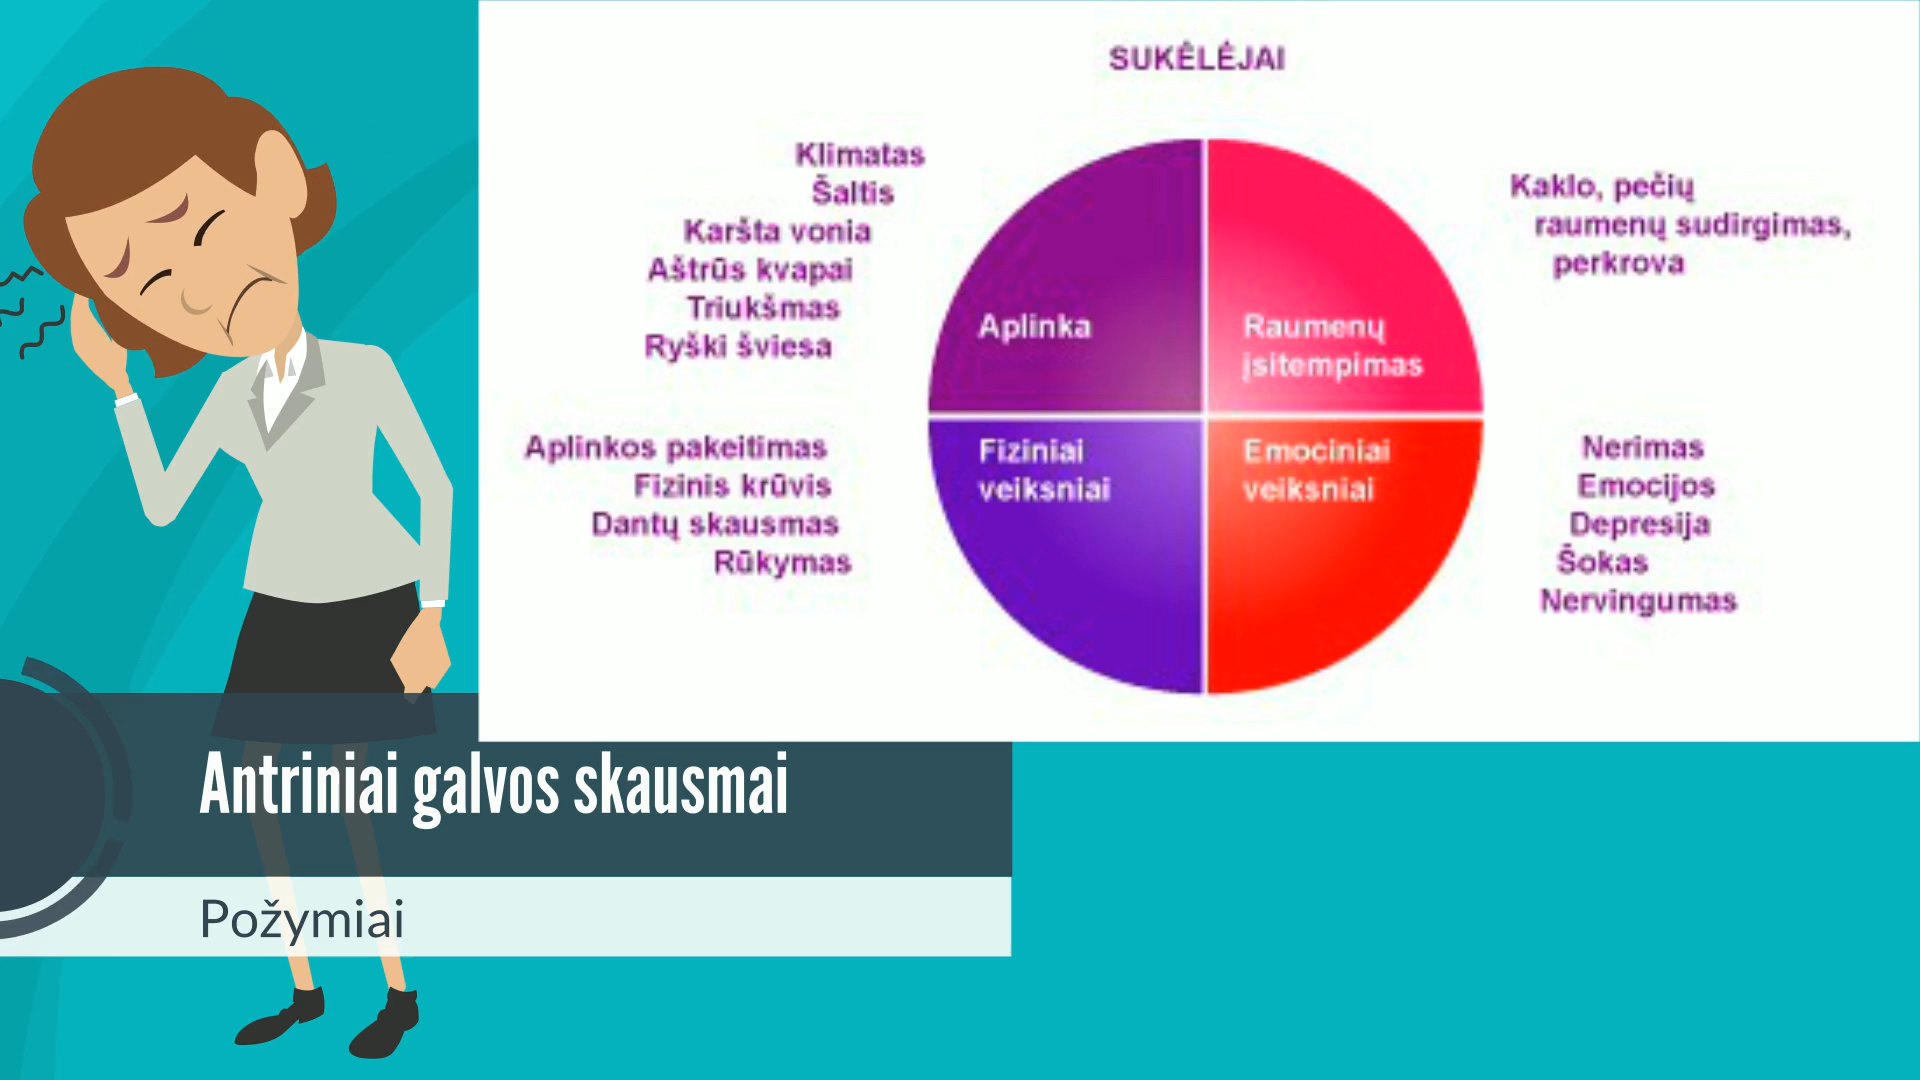 SUKĖLĖJAI
Klimatas
Šaltis
Karšta vonia
Aštrūs kvapai
Triukšmas
Ryški šviesa
Aplinka
Raumenų
įsitempimas
Kaklo, pečių
raumenų sudirgimas,
perkrova
Aplinkos pakeitimas
Fizinis krūvis
Dantų skausmas
Rūkymas
Fiziniai
veiksniai
Emociniai
veiksniai
Nerimas
Emocijos
Depresija
Šokas
Nervingumas
Antriniai galvos skausmai
Požymiai